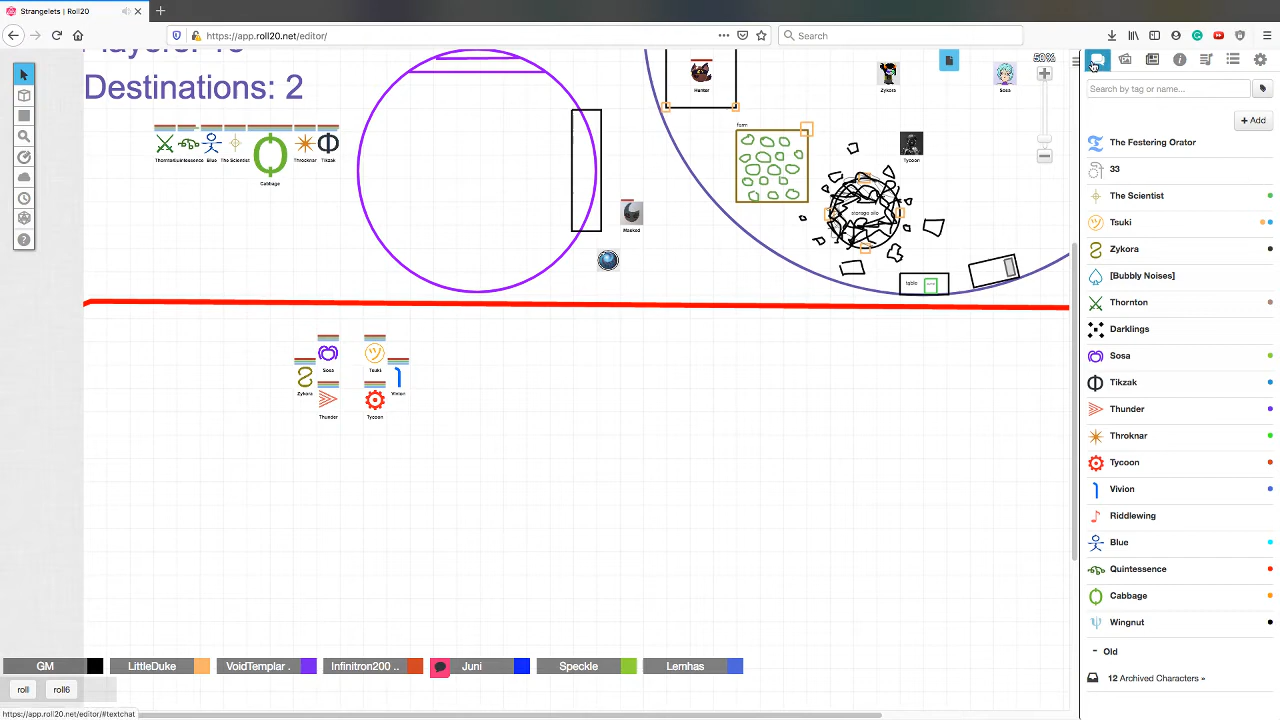 Strangelets | Roll20
https://app.roll20.net/editor/
Search
Destinations: 2
Thornton
Quintessence
Blue
The Scientist
Cabbage
Throknar
Tikzak
Masked
Hunter
farm
Zykora
Sosa
Tycoon
storage silo
table
50%
Sosa
Tsuki
Zykora
Vivion
Thunder
Tycoon
Search by tag or name...
+ Add
The Festering Orator
33
The Scientist
Tsuki
Zykora
[Bubbly Noises]
Thornton
Darklings
Sosa
Tikzak
Thunder
Throknar
Tycoon
Vivion
Riddlewing
Blue
Quintessence
Cabbage
Wingnut
- Old
12 Archived Characters »
GM
LittleDuke
VoidTemplar .
Infinitron200 ..
Juni
Speckle
Lemhas
roll
roll6
https://app.roll20.net/editor/#textchat